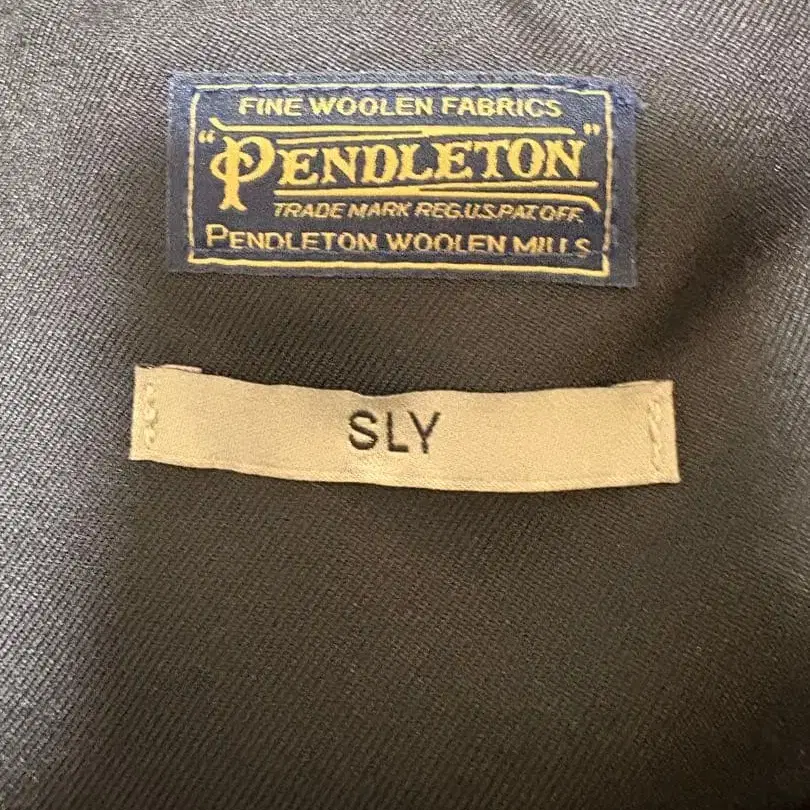 FINE WOOLEN FABRICS
"PENDLETON"
TRADE MARK REG.U.S.PAT.OFF.
PENDLETON WOOLEN MILLS
SLY